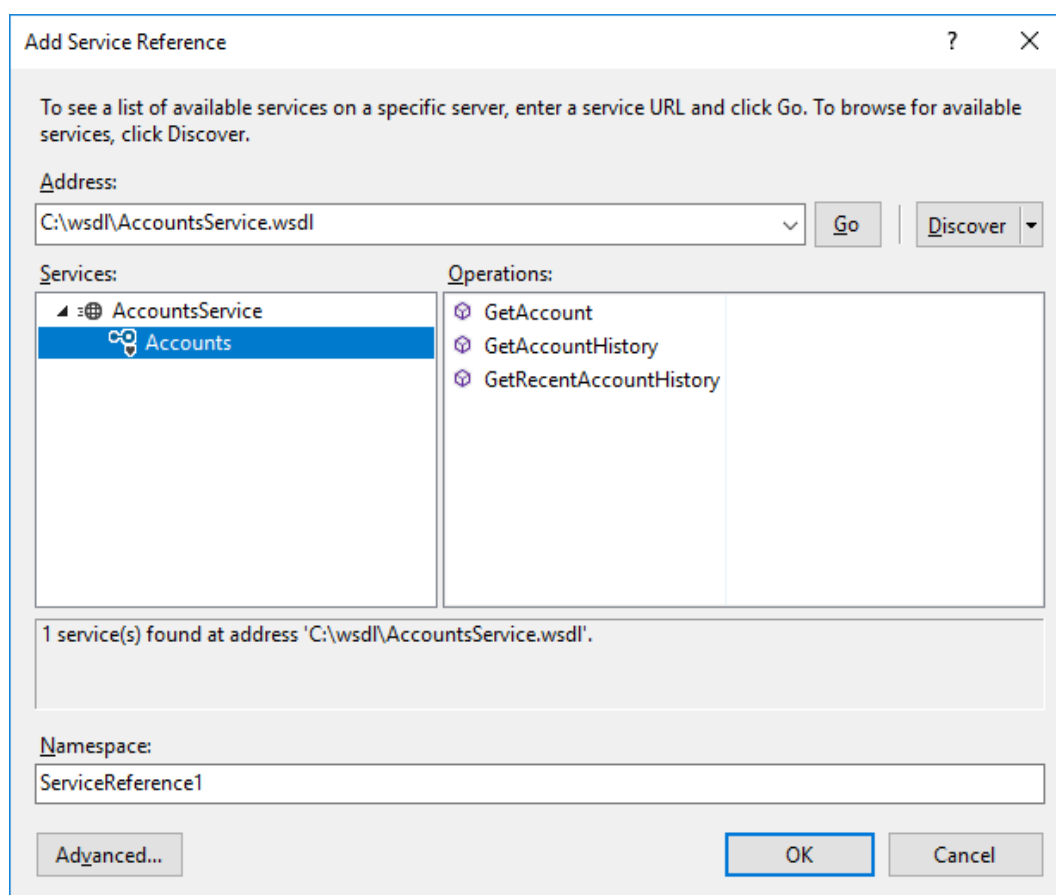 Add Service Reference
?
To see a list of available services on a specific server, enter a service URL and click Go. To browse for available
services, click Discover.
Address:
C:\wsdl\AccountsService.wsdl
Go
Discover
Services:
Operations:
AccountsService
Accounts
GetAccount
GetAccountHistory
GetRecentAccountHistory
1 service(s) found at address 'C:\wsdl\AccountsService.wsdl'.
Namespace:
ServiceReference1
Advanced...
OK
Cancel